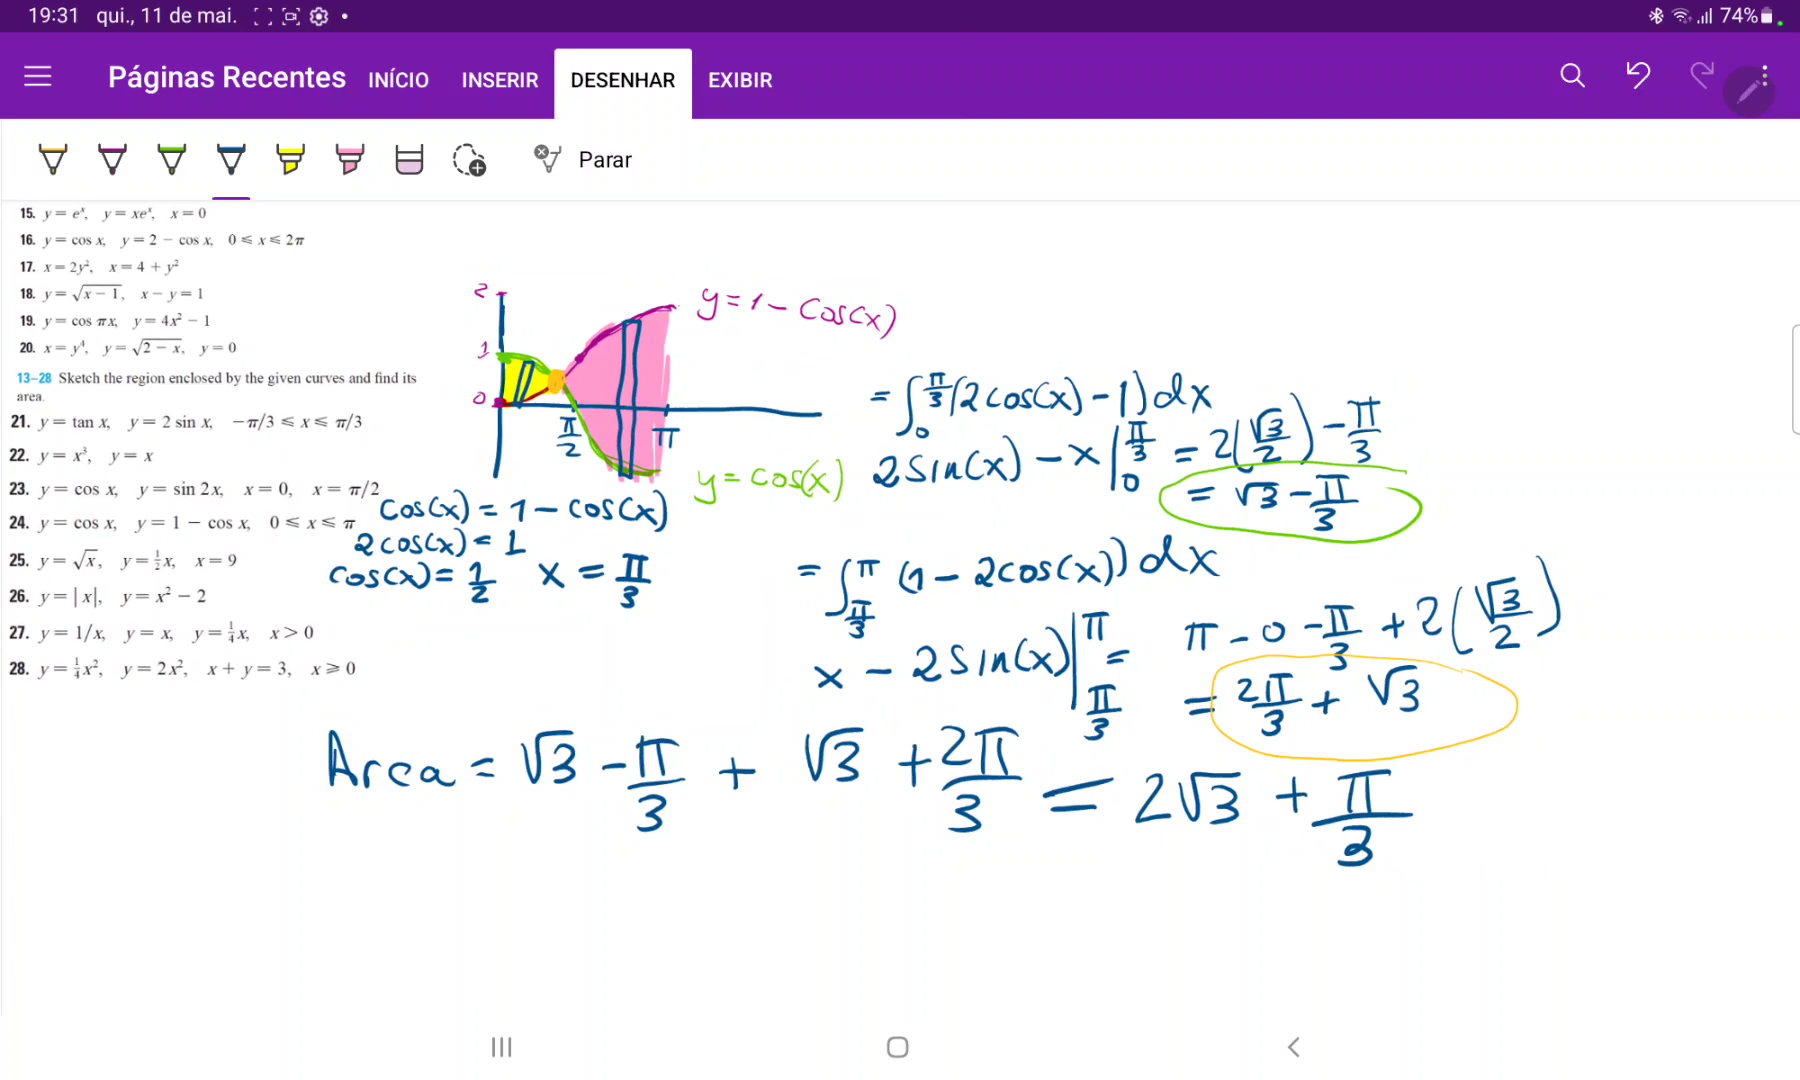 19:31 qui., 11 de mai. 74%
Páginas Recentes INÍCIO INSERIR DESENHAR EXIBIR
Parar
15. y = eˣ, y = xeˣ, x = 0
16. y = cos x, y = 2 − cos x, 0 ⩽ x ⩽ 2π
17. x = 2y², x = 4 + y²
18. y = √(x − 1), x − y = 1
19. y = cos πx, y = 4x² − 1
20. x = y⁴, y = √(2 − x), y = 0
13–28 Sketch the region enclosed by the given curves and find its
area.
21. y = tan x, y = 2 sin x, −π/3 ⩽ x ⩽ π/3
22. y = x³, y = x
23. y = cos x, y = sin 2x, x = 0, x = π/2
24. y = cos x, y = 1 − cos x, 0 ⩽ x ⩽ π
25. y = √x, y = ½x, x = 9
26. y = |x|, y = x² − 2
27. y = 1/x, y = x, y = ¼x, x > 0
28. y = ¼x², y = 2x², x + y = 3, x ⩾ 0
2
y = 1 − cos(x)
1
0
π/2 π
y = cos(x)
cos(x) = 1 − cos(x)
2cos(x) = 1
cos(x) = 1/2 x = π/3
= ∫₀^(π/3) (2cos(x) − 1) dx
2sin(x) − x |₀^(π/3) = 2(√3/2) − π/3
= √3 − π/3
= ∫_(π/3)^π (1 − 2cos(x)) dx
x − 2sin(x) |_(π/3)^π = π − 0 − π/3 + 2(√3/2)
= 2π/3 + √3
Area = √3 − π/3 + √3 + 2π/3 = 2√3 + π/3